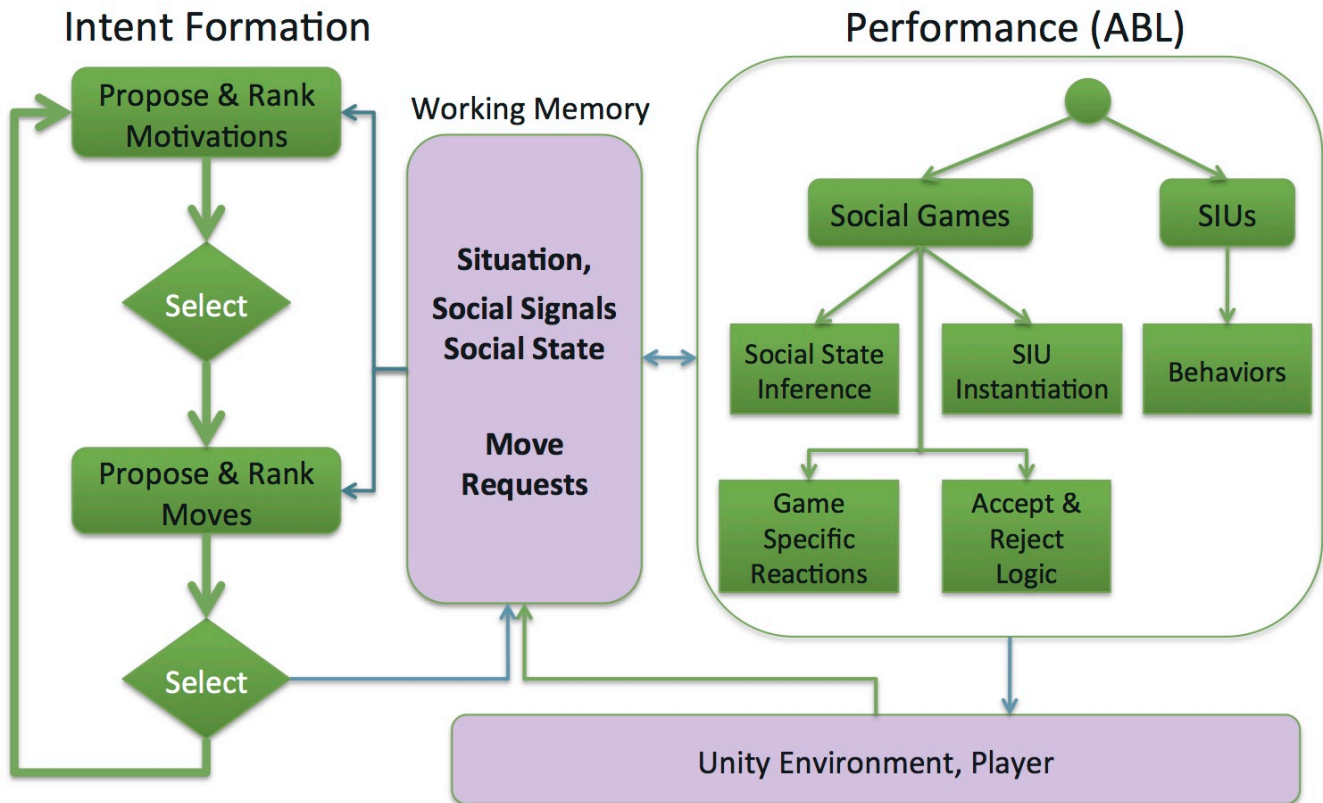 Intent Formation
Propose & Rank
Motivations
Select
Propose & Rank
Moves
Select
Working Memory
Situation,
Social Signals
Social State
Move
Requests
Performance (ABL)
Social Games
SIUs
Social State
Inference
SIU
Instantiation
Behaviors
Game
Specific
Reactions
Accept &
Reject
Logic
Unity Environment, Player